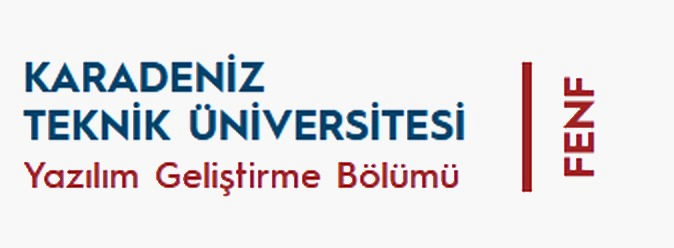 KARADENİZ
TEKNİK ÜNİVERSİTESİ
Yazılım Geliştirme Bölümü
FENF